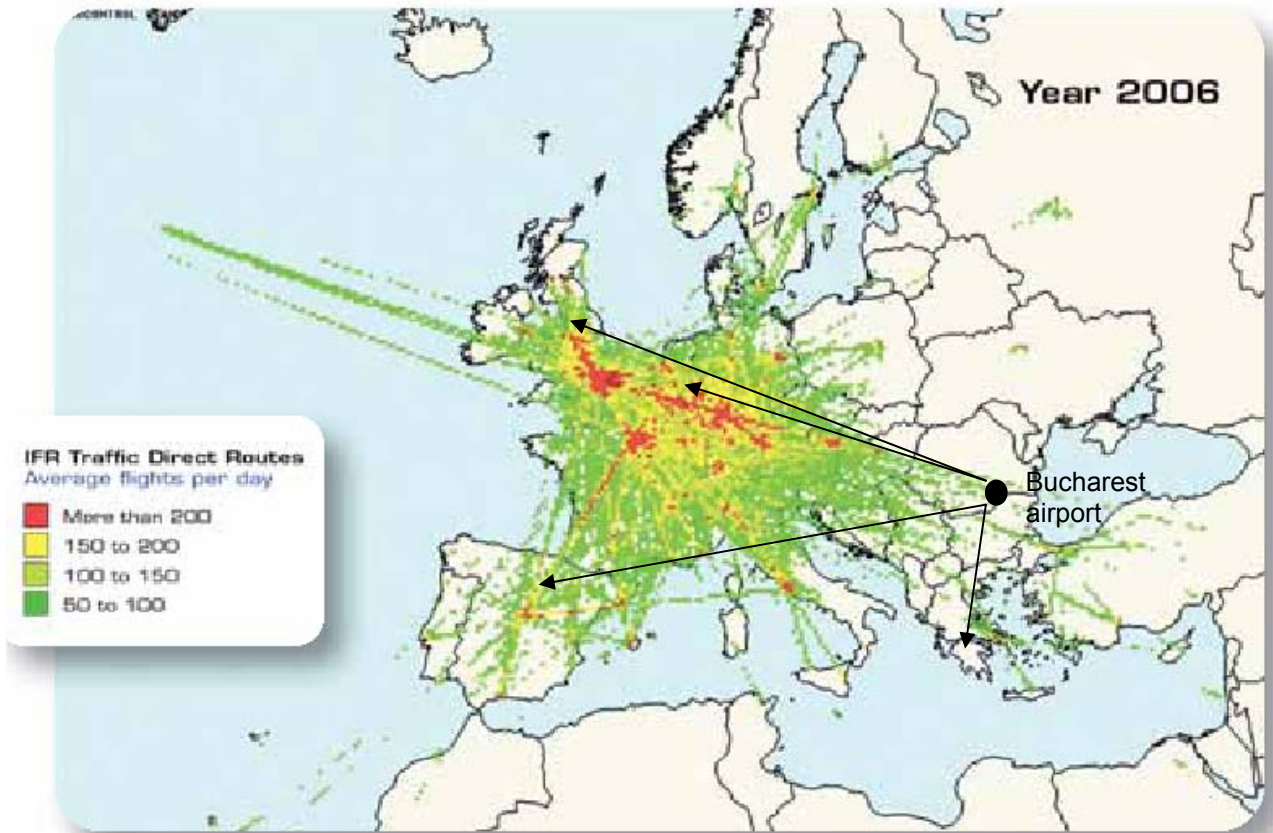 Year 2006
IFR Traffic Direct Routes
Average flights per day
More than 200
150 to 200
100 to 150
50 to 100
Bucharest
airport